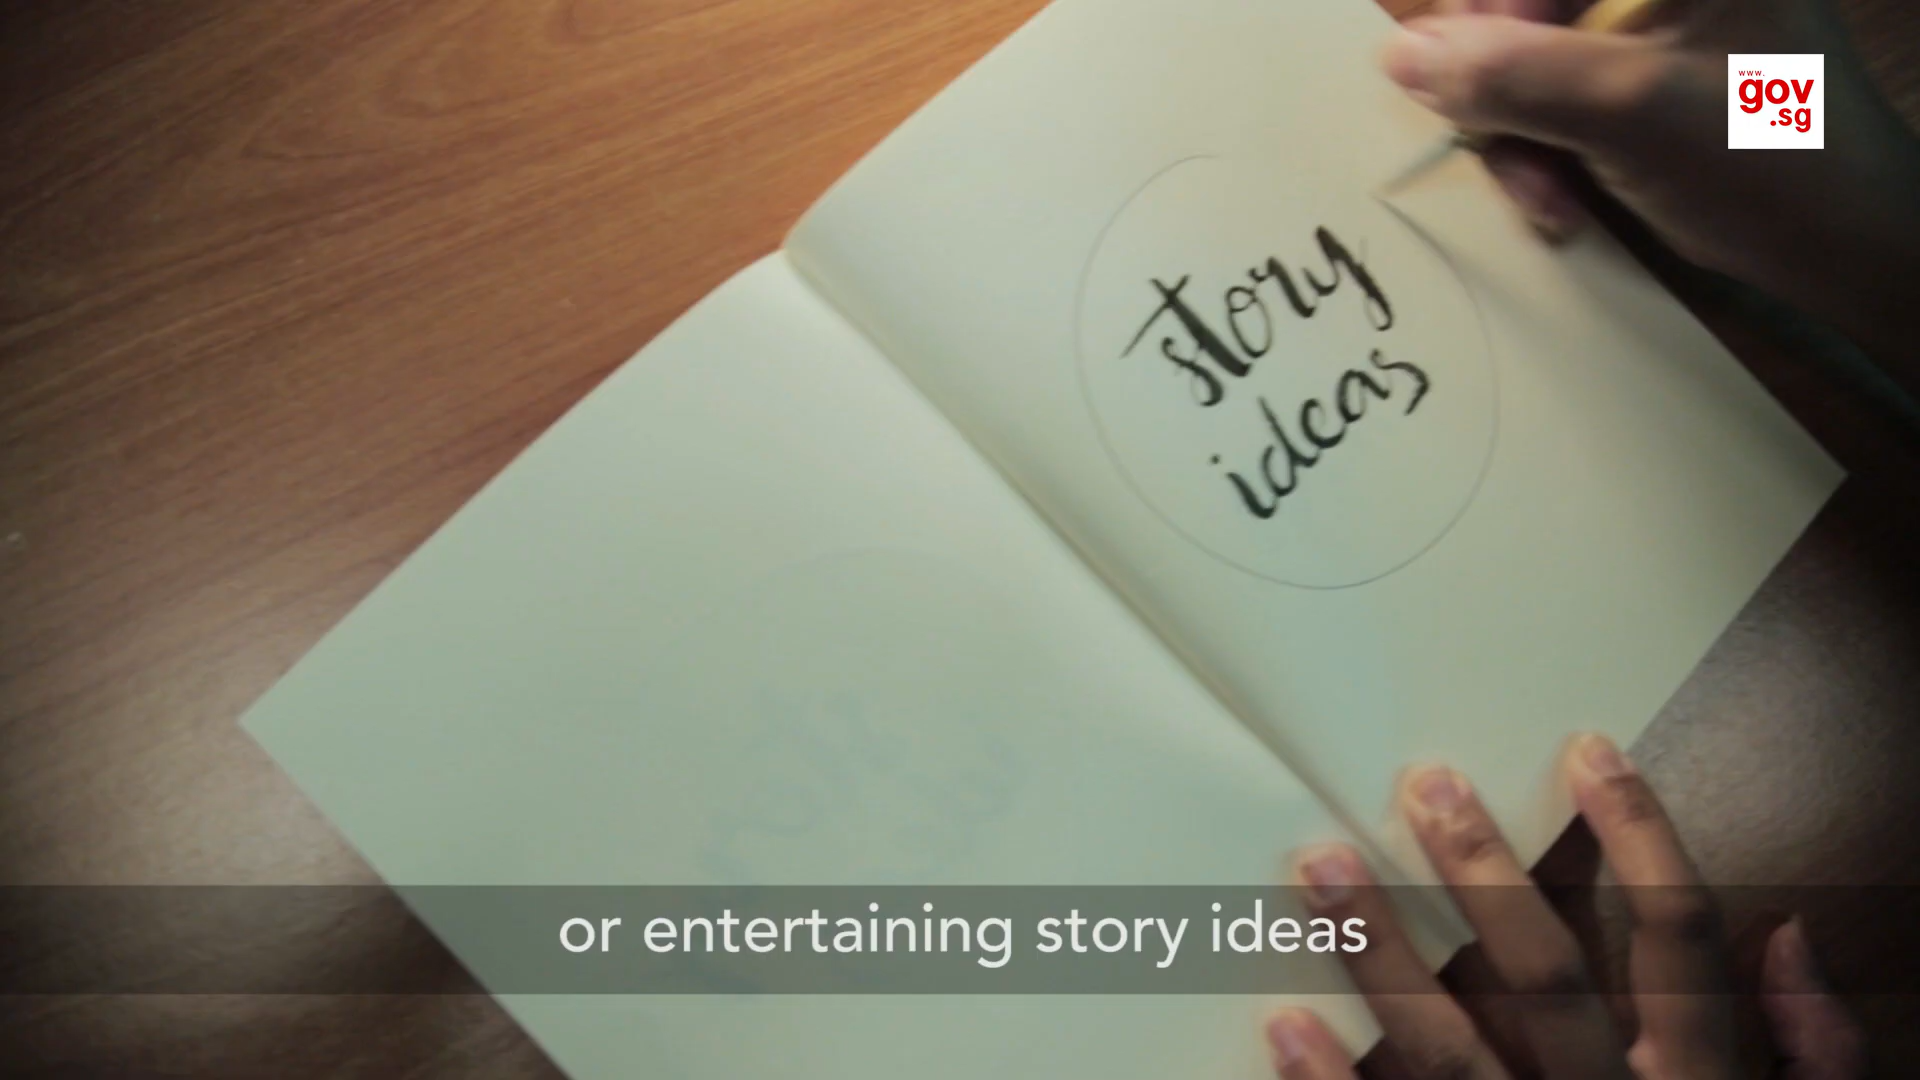 www.
gov
.sg
story
ideas
or entertaining story ideas